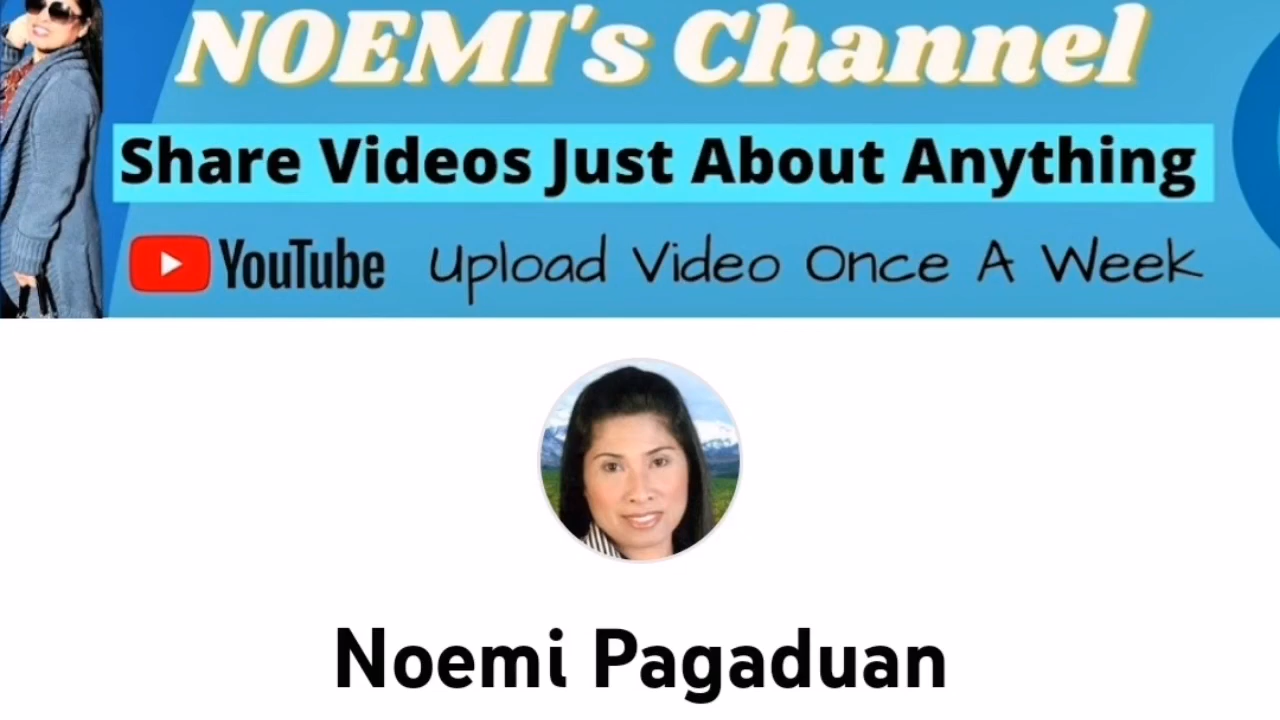 NOEMI's Channel
Share Videos Just About Anything
YouTube Upload Video Once A Week
Noemi Pagaduan